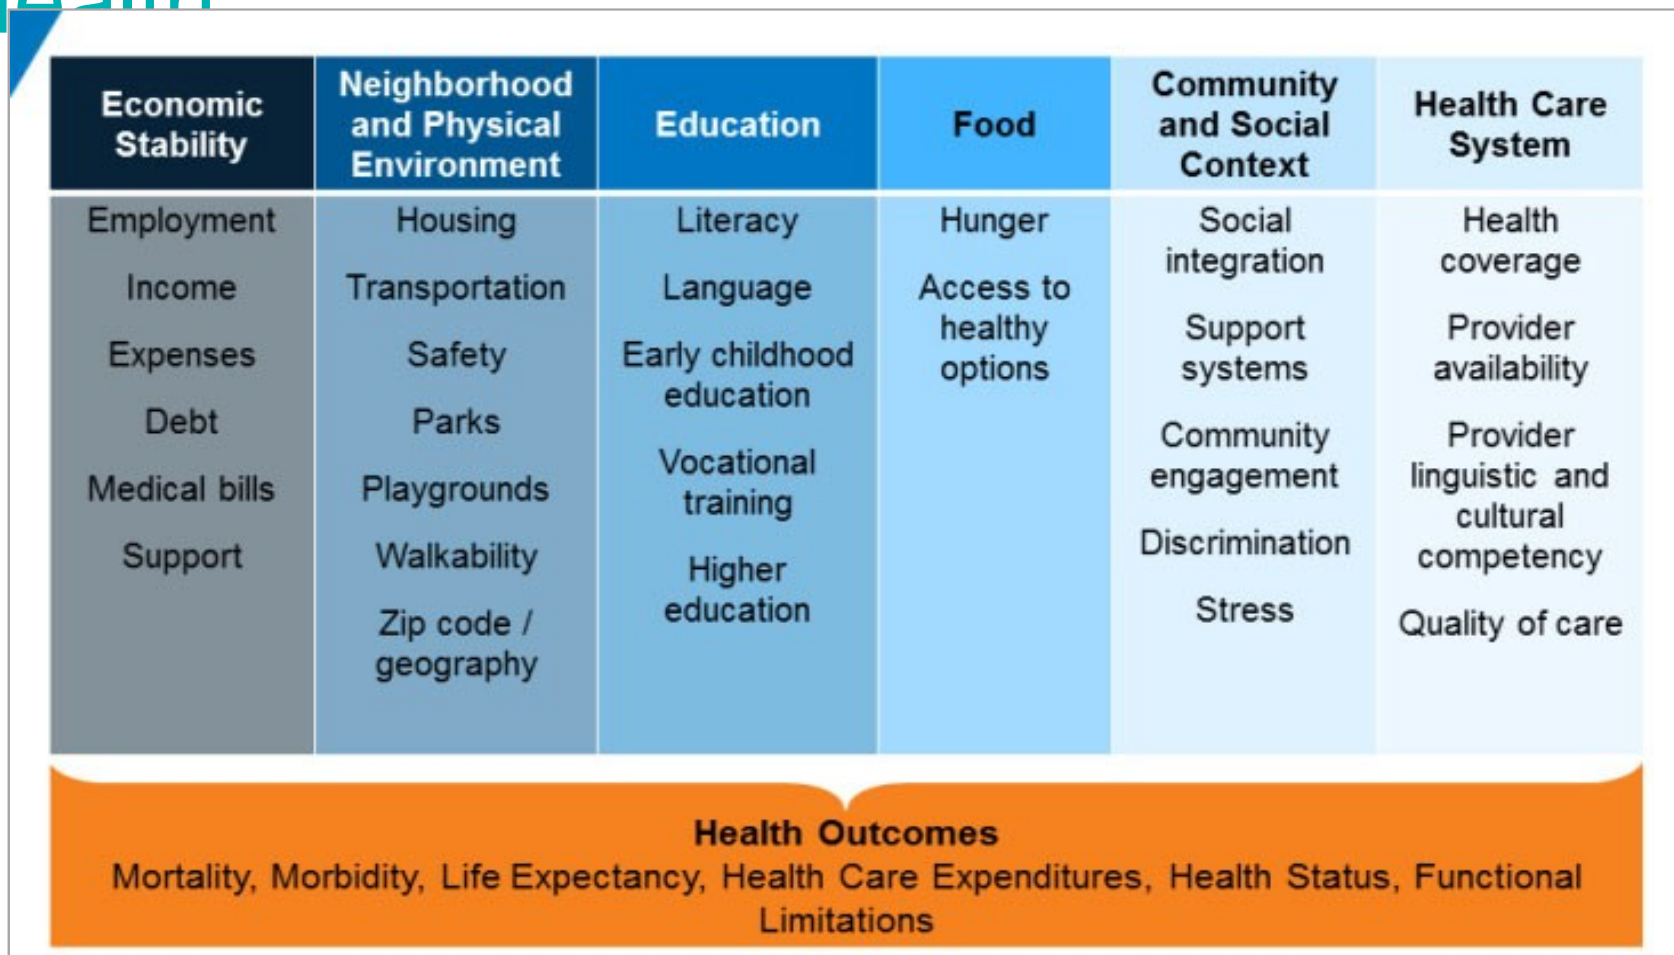 Health
Economic
Stability
Neighborhood
and Physical
Environment
Education
Food
Community
and Social
Context
Health Care
System
Employment
Income
Expenses
Debt
Medical bills
Support
Housing
Transportation
Safety
Parks
Playgrounds
Walkability
Zip code /
geography
Literacy
Language
Early childhood
education
Vocational
training
Higher
education
Hunger
Access to
healthy
options
Social
integration
Support
systems
Community
engagement
Discrimination
Stress
Health
coverage
Provider
availability
Provider
linguistic and
cultural
competency
Quality of care
Health Outcomes
Mortality, Morbidity, Life Expectancy, Health Care Expenditures, Health Status, Functional
Limitations